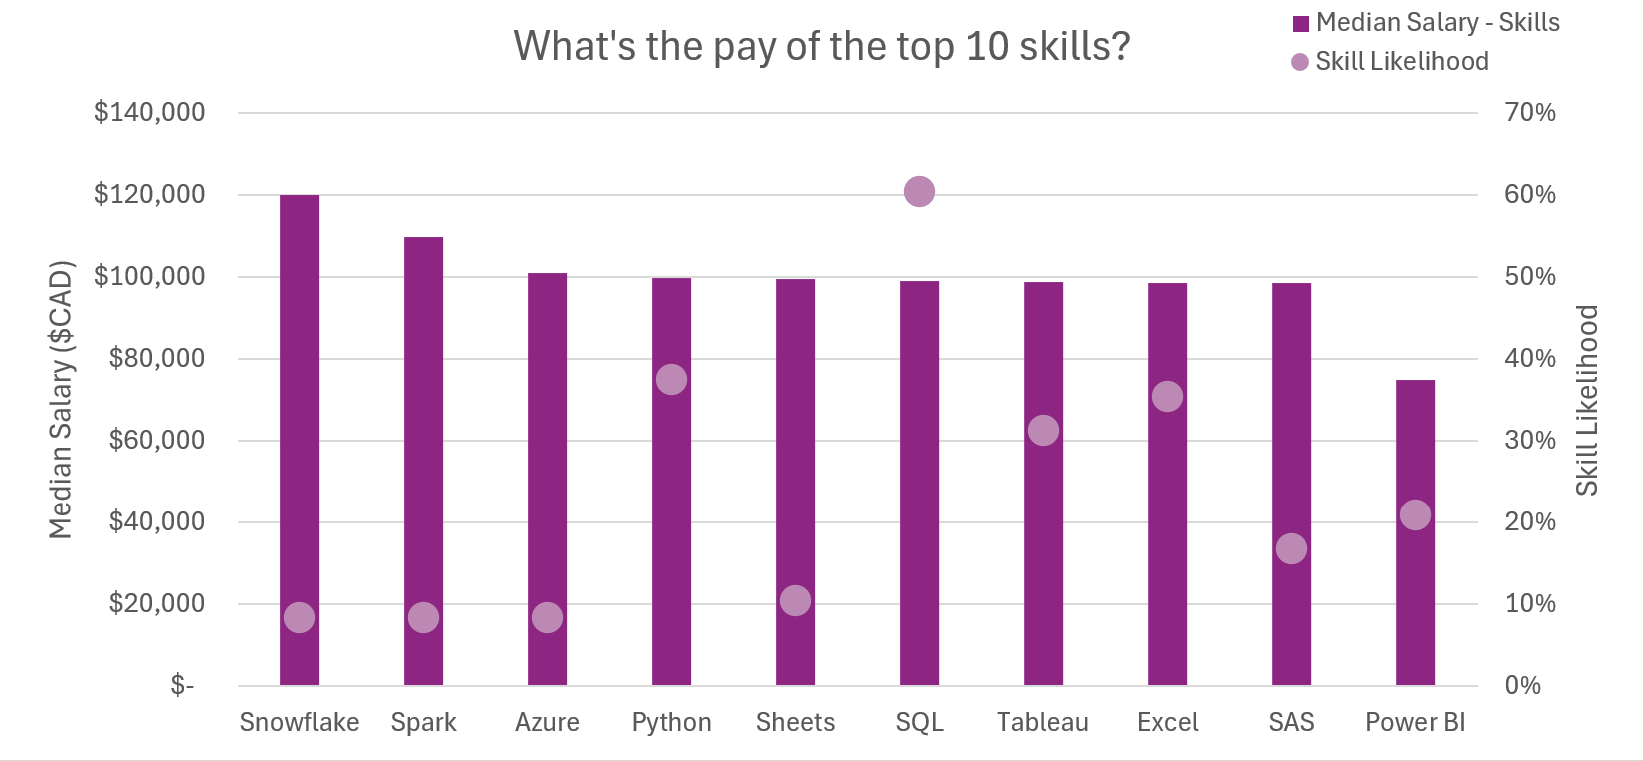 What's the pay of the top 10 skills?
Median Salary - Skills
Skill Likelihood
$140,000
$120,000
$100,000
$80,000
$60,000
$40,000
$20,000
$-
Median Salary ($CAD)
70%
60%
50%
40%
30%
20%
10%
0%
Skill Likelihood
Snowflake Spark Azure Python Sheets SQL Tableau Excel SAS Power BI